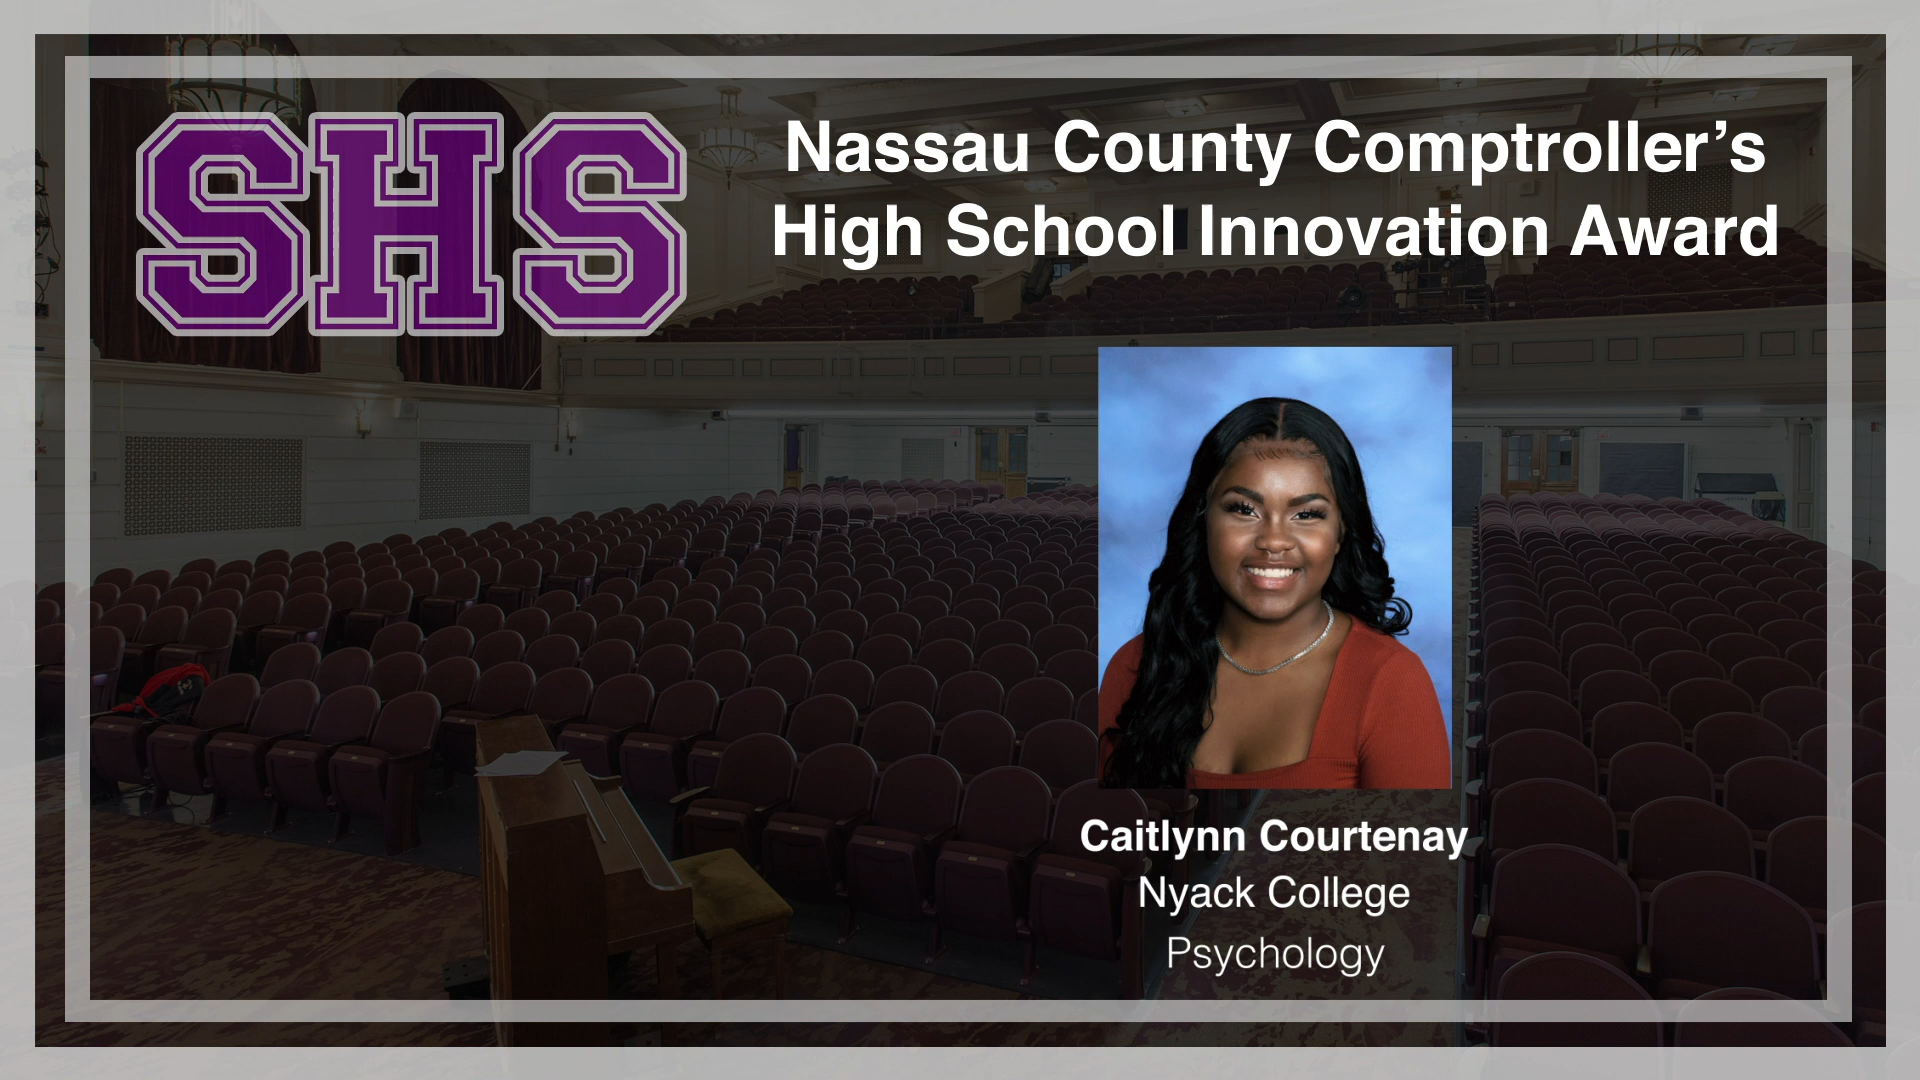 SHS
Nassau County Comptroller’s
High School Innovation Award
Caitlynn Courtenay
Nyack College
Psychology